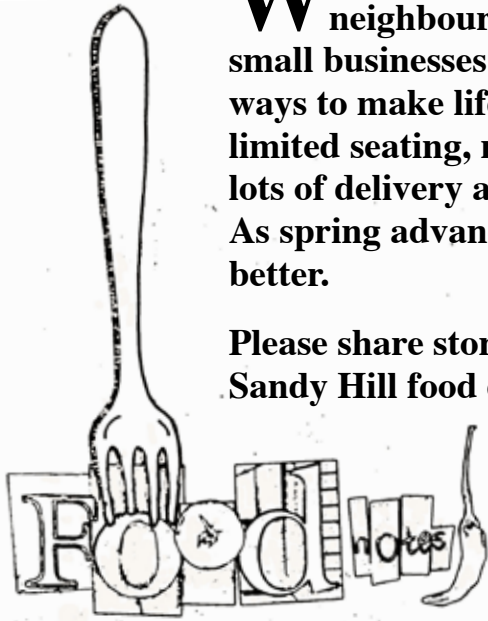 W neighbour
small businesses
ways to make life
limited seating,
lots of delivery
As spring advan
better.
Please share stor
Sandy Hill food
Food notes